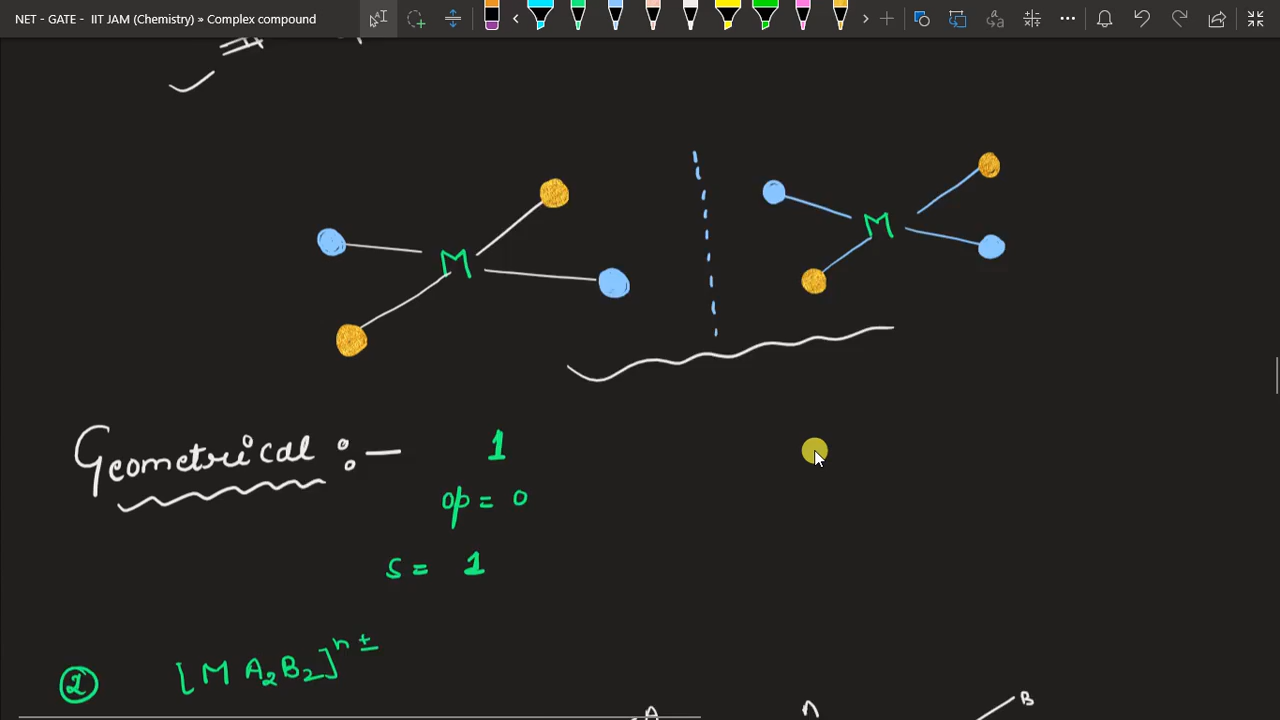 NET - GATE - IIT JAM (Chemistry) » Complex compound
M
M
Geometrical :- 1
op = 0
s = 1
② [M A₂B₂]ⁿ±
A
B